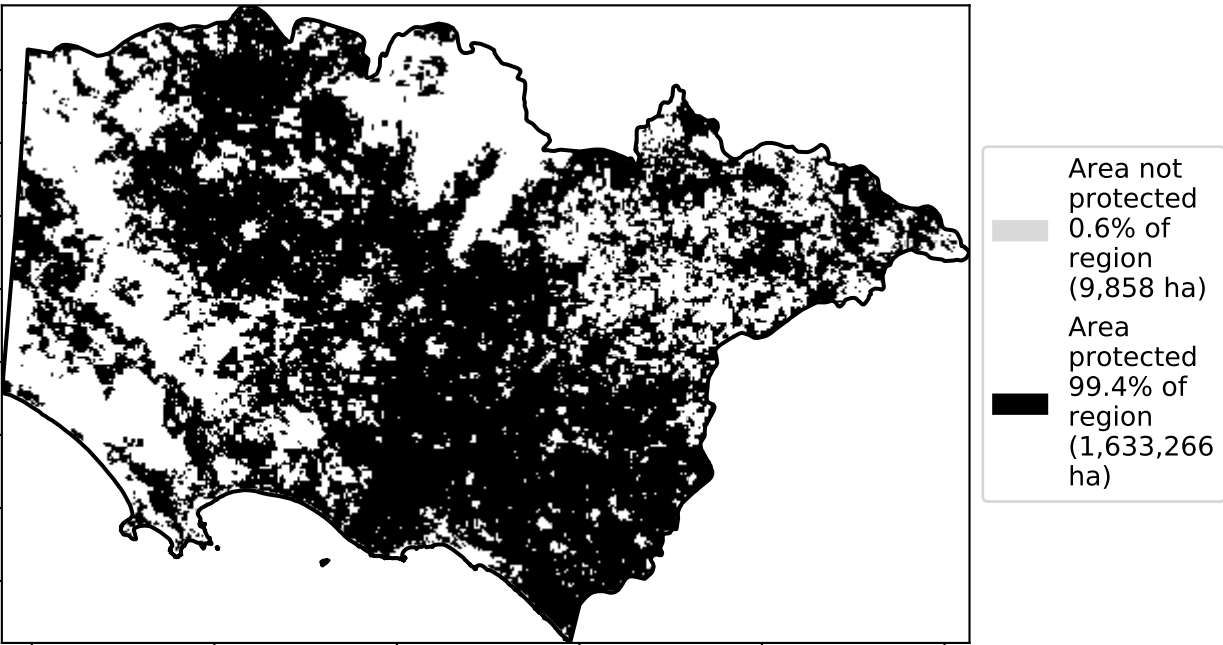 Area not
protected
0.6% of
region
(9,858 ha)
Area
protected
99.4% of
region
(1,633,266
ha)